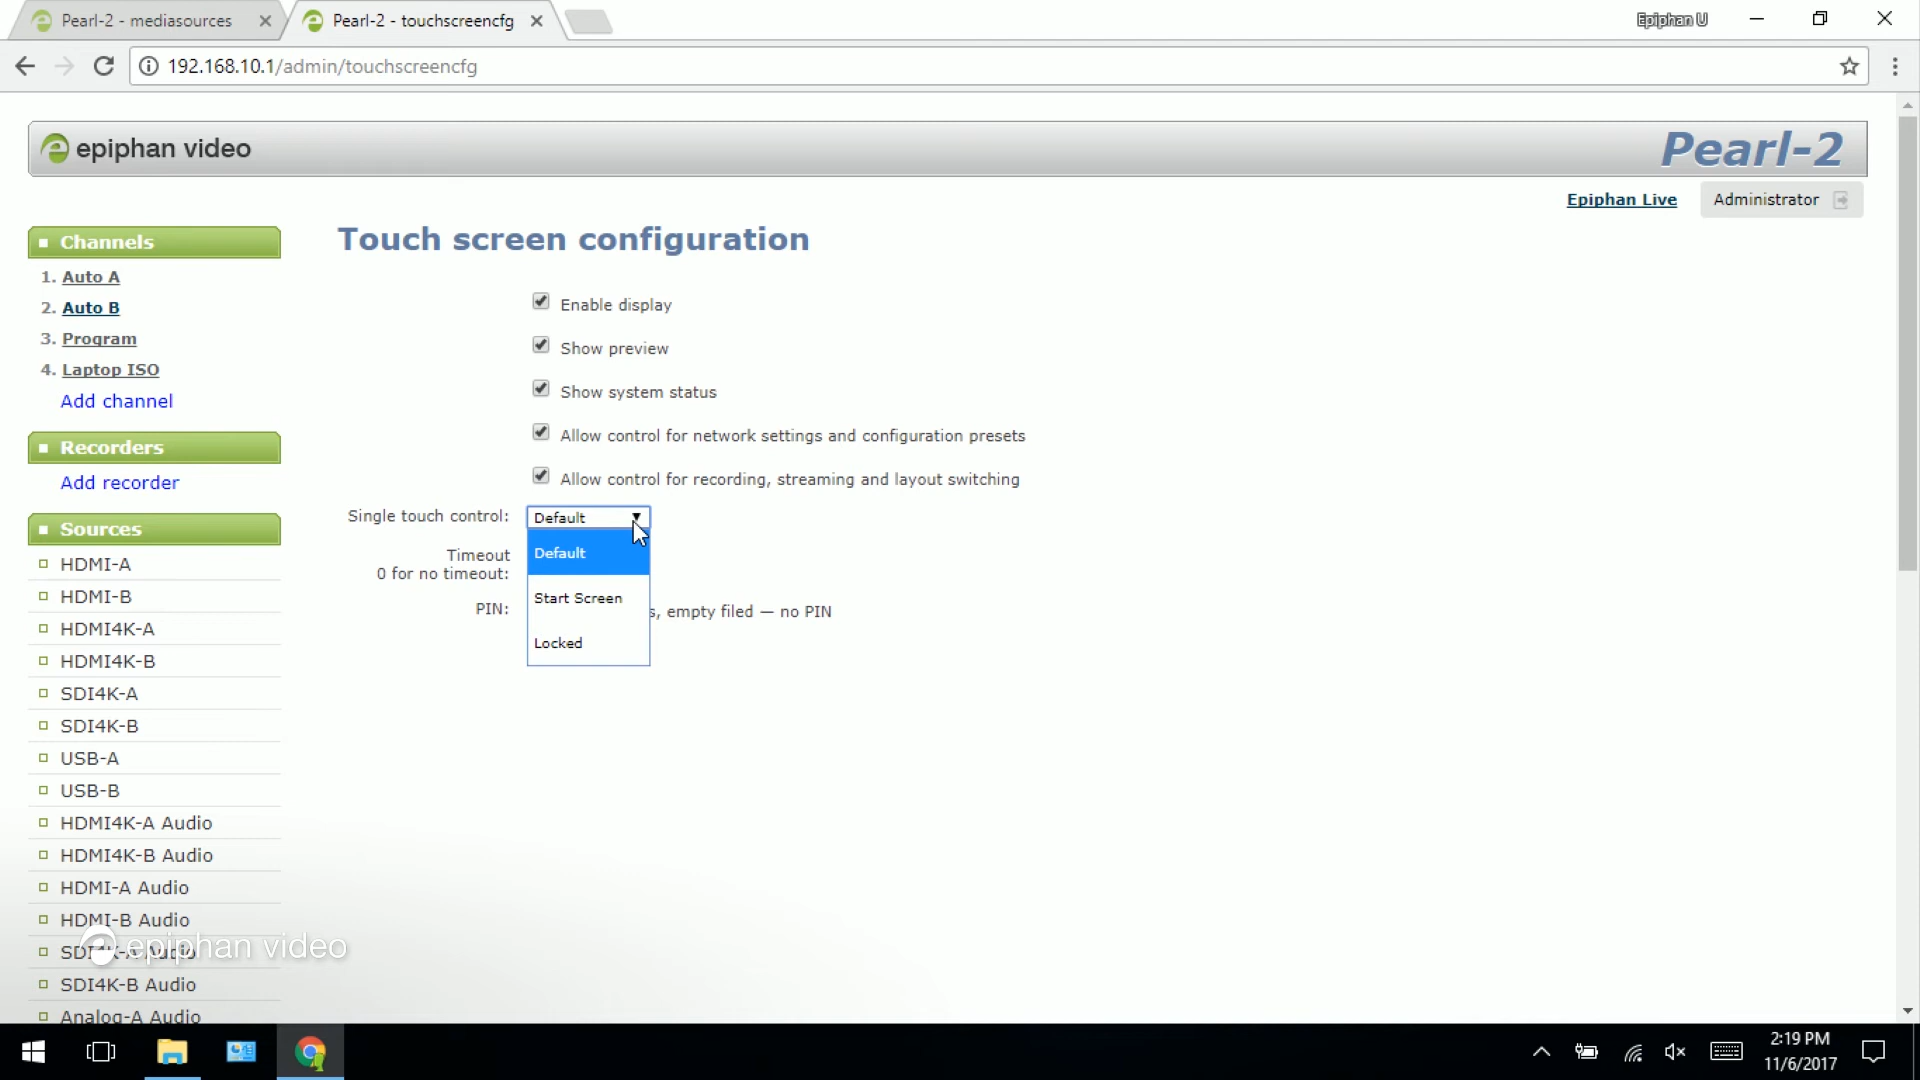 Pearl-2 - mediasources
Pearl-2 - touchscreencfg
Epiphan U
192.168.10.1/admin/touchscreencfg
epiphan video
Pearl-2
Epiphan Live
Administrator
Channels
1. Auto A
2. Auto B
3. Program
4. Laptop ISO
Add channel
Recorders
Add recorder
Sources
HDMI-A
HDMI-B
HDMI4K-A
HDMI4K-B
SDI4K-A
SDI4K-B
USB-A
USB-B
HDMI4K-A Audio
HDMI4K-B Audio
HDMI-A Audio
HDMI-B Audio
SDI4K-A Audio
SDI4K-B Audio
Analog-A Audio
Touch screen configuration
Enable display
Show preview
Show system status
Allow control for network settings and configuration presets
Allow control for recording, streaming and layout switching
Single touch control: Default
Default
Start Screen
Locked
Timeout
0 for no timeout:
PIN: s, empty filed — no PIN
epiphan video
2:19 PM
11/6/2017